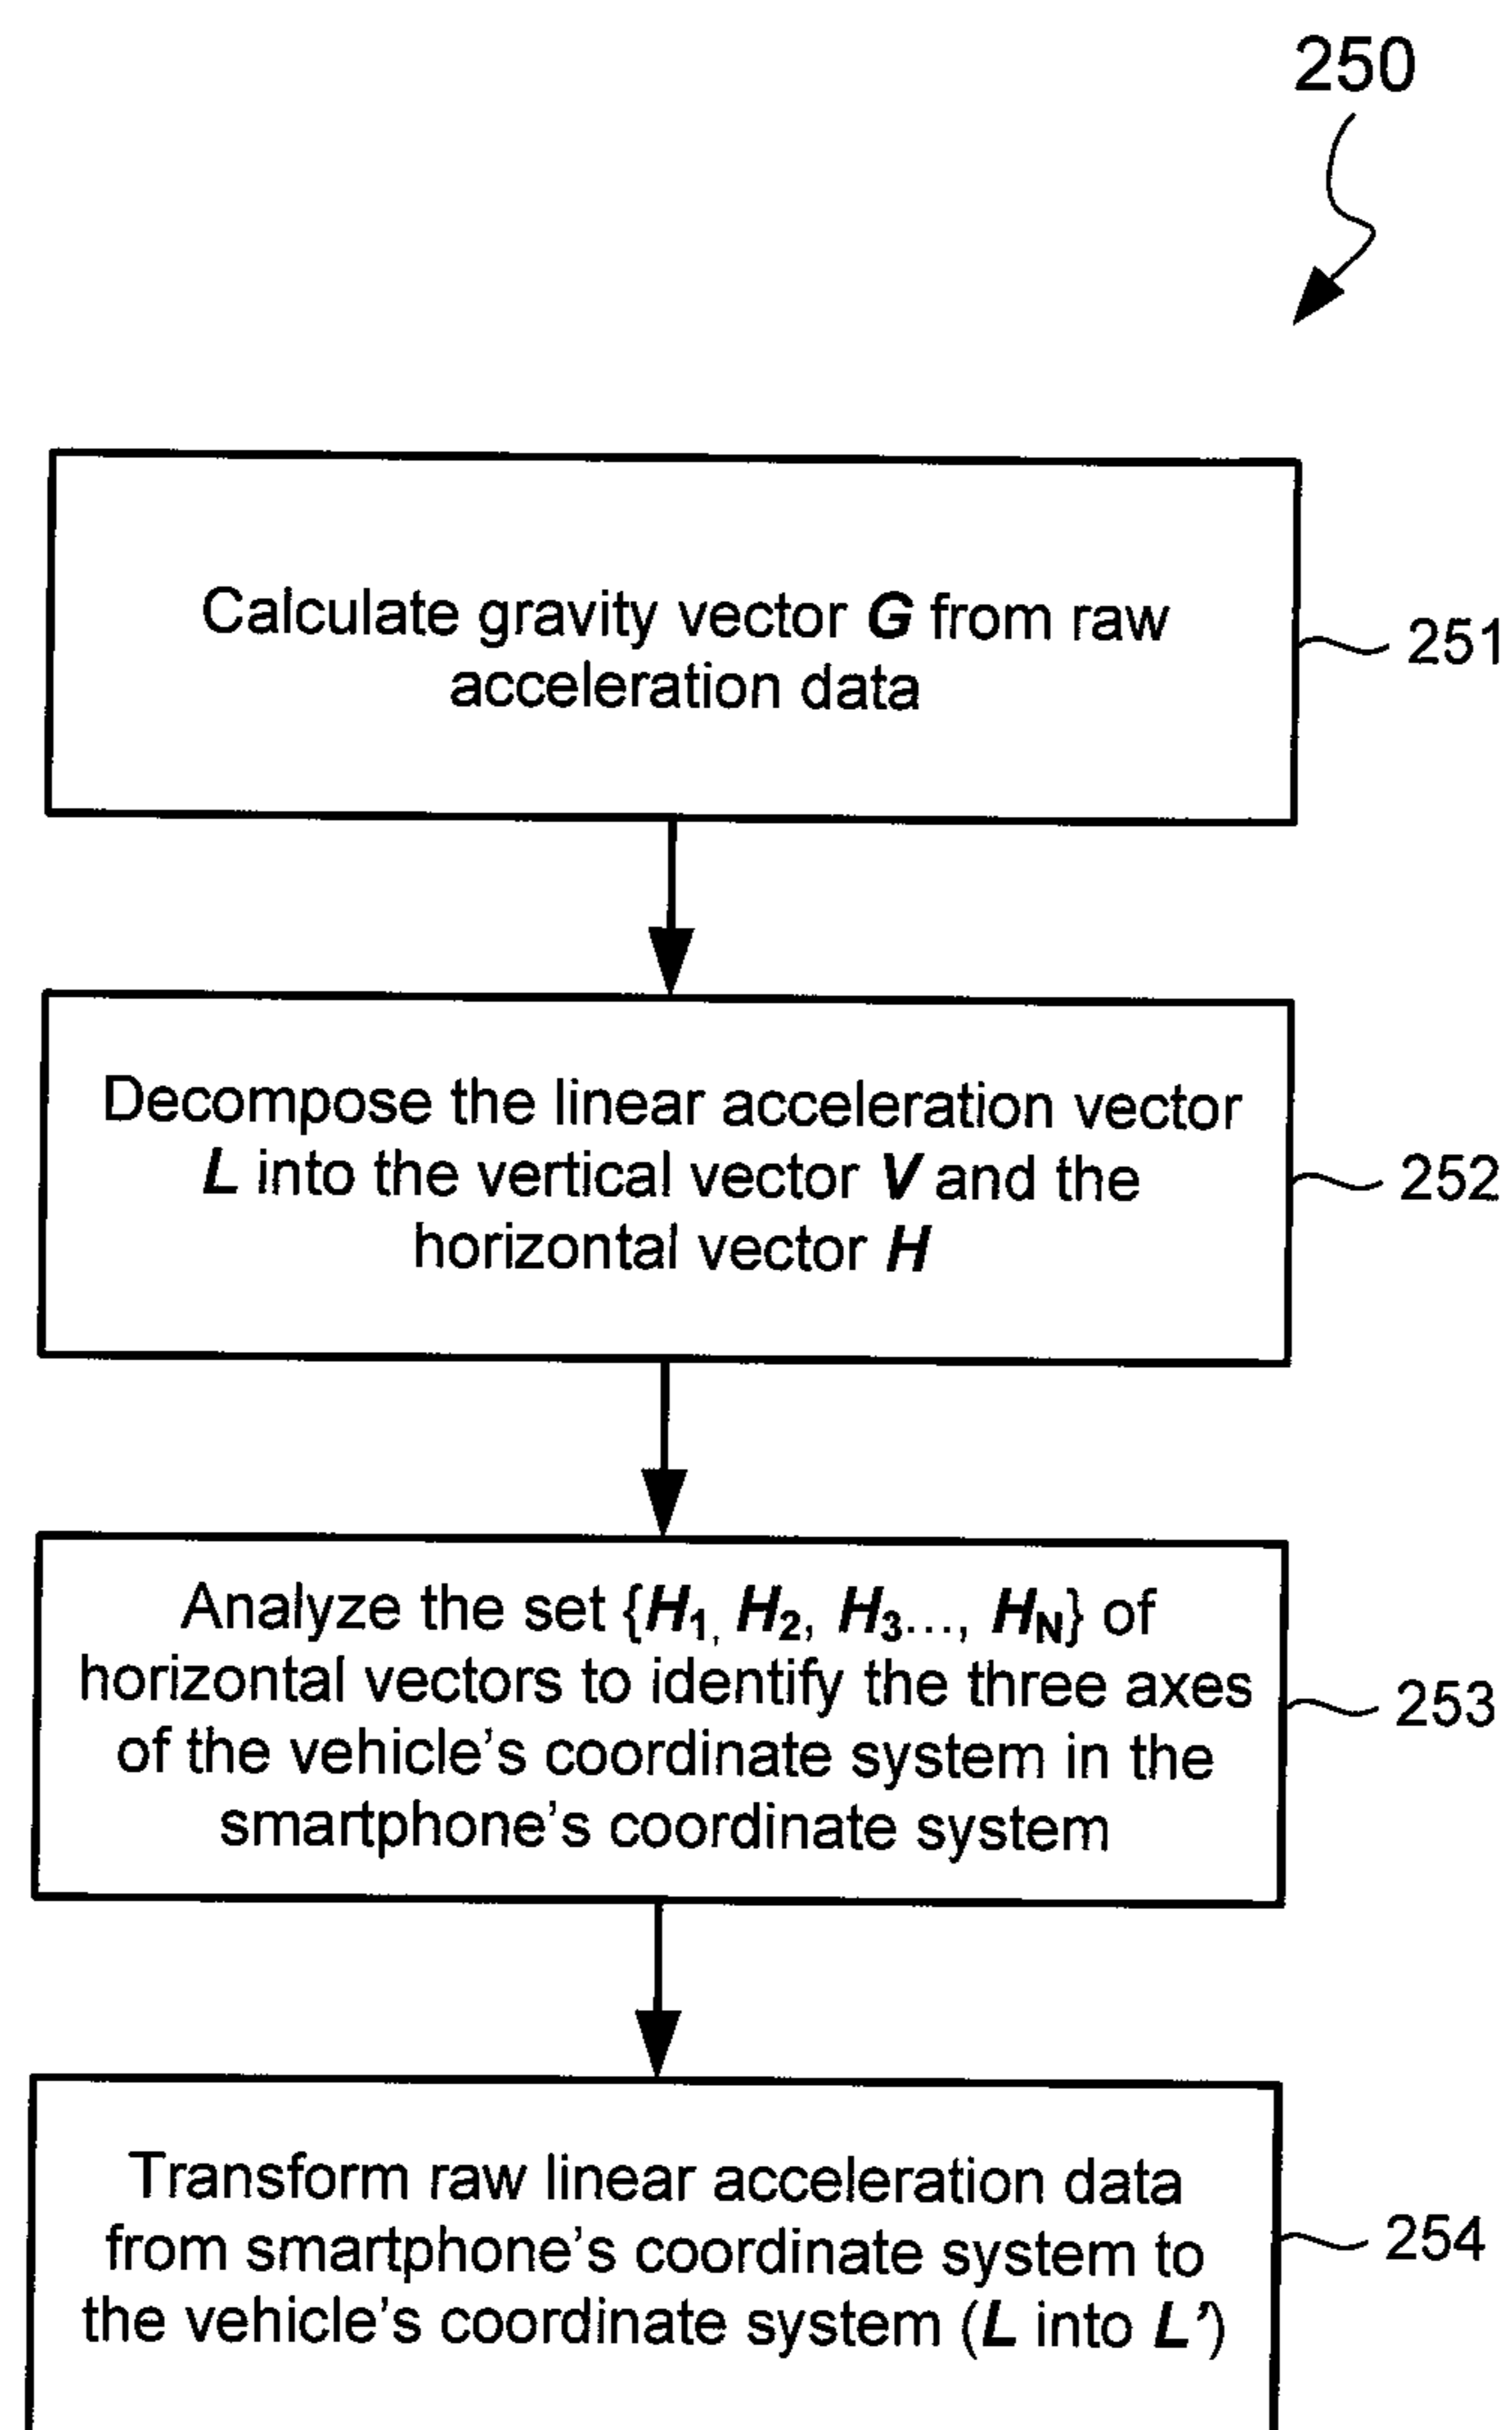 250
Calculate gravity vector G from raw
acceleration data
251
Decompose the linear acceleration vector
L into the vertical vector V and the
horizontal vector H
252
Analyze the set {H1, H2, H3..., HN} of
horizontal vectors to identify the three axes
of the vehicle's coordinate system in the
smartphone's coordinate system
253
Transform raw linear acceleration data
from smartphone's coordinate system to
the vehicle's coordinate system (L into L')
254